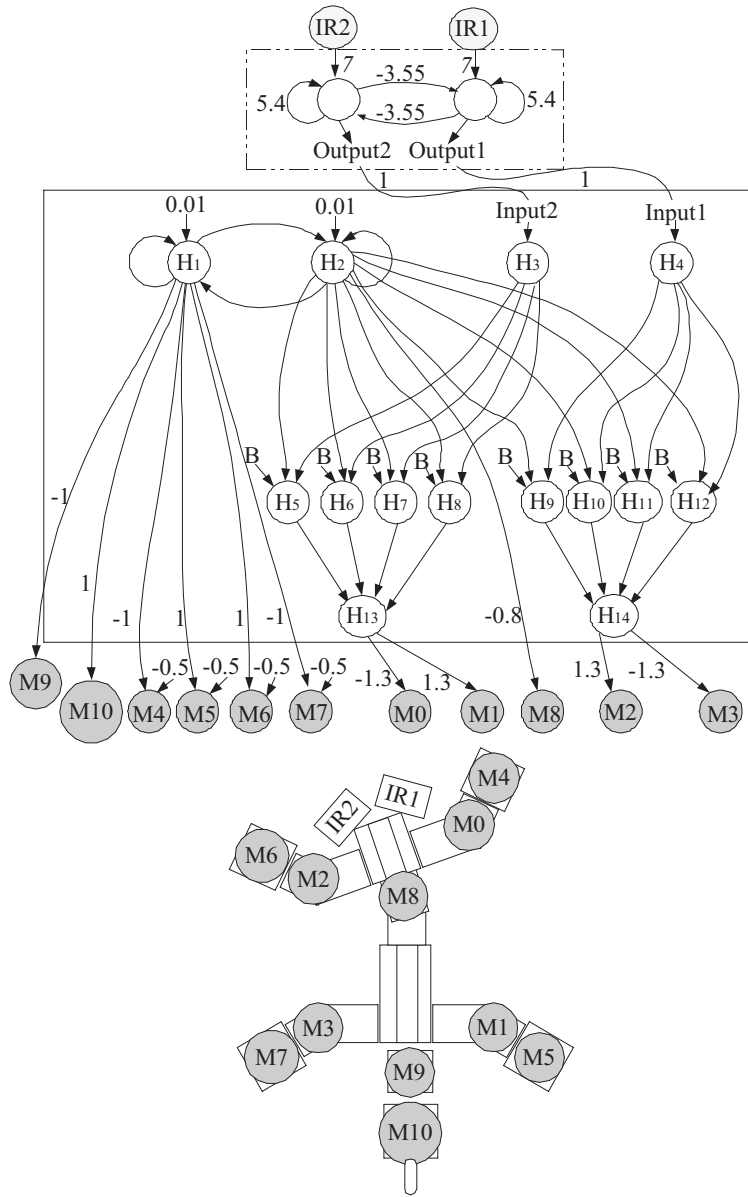 IR2 IR1
7 -3.55 7
5.4 -3.55 5.4
Output2 Output1
1 1
0.01 0.01 Input2 Input1
H1 H2 H3 H4
B B B B B B B B
H5 H6 H7 H8 H9 H10 H11 H12
-1
1
-1 1 1 -1 H13 -0.8 H14
-0.5 -0.5 -0.5 -0.5 -1.3 1.3 1.3 -1.3
M9 M10 M4 M5 M6 M7 M0 M1 M8 M2 M3
M4
IR2 IR1
M0
M6
M2
M8
M3 M1
M7 M5
M9
M10